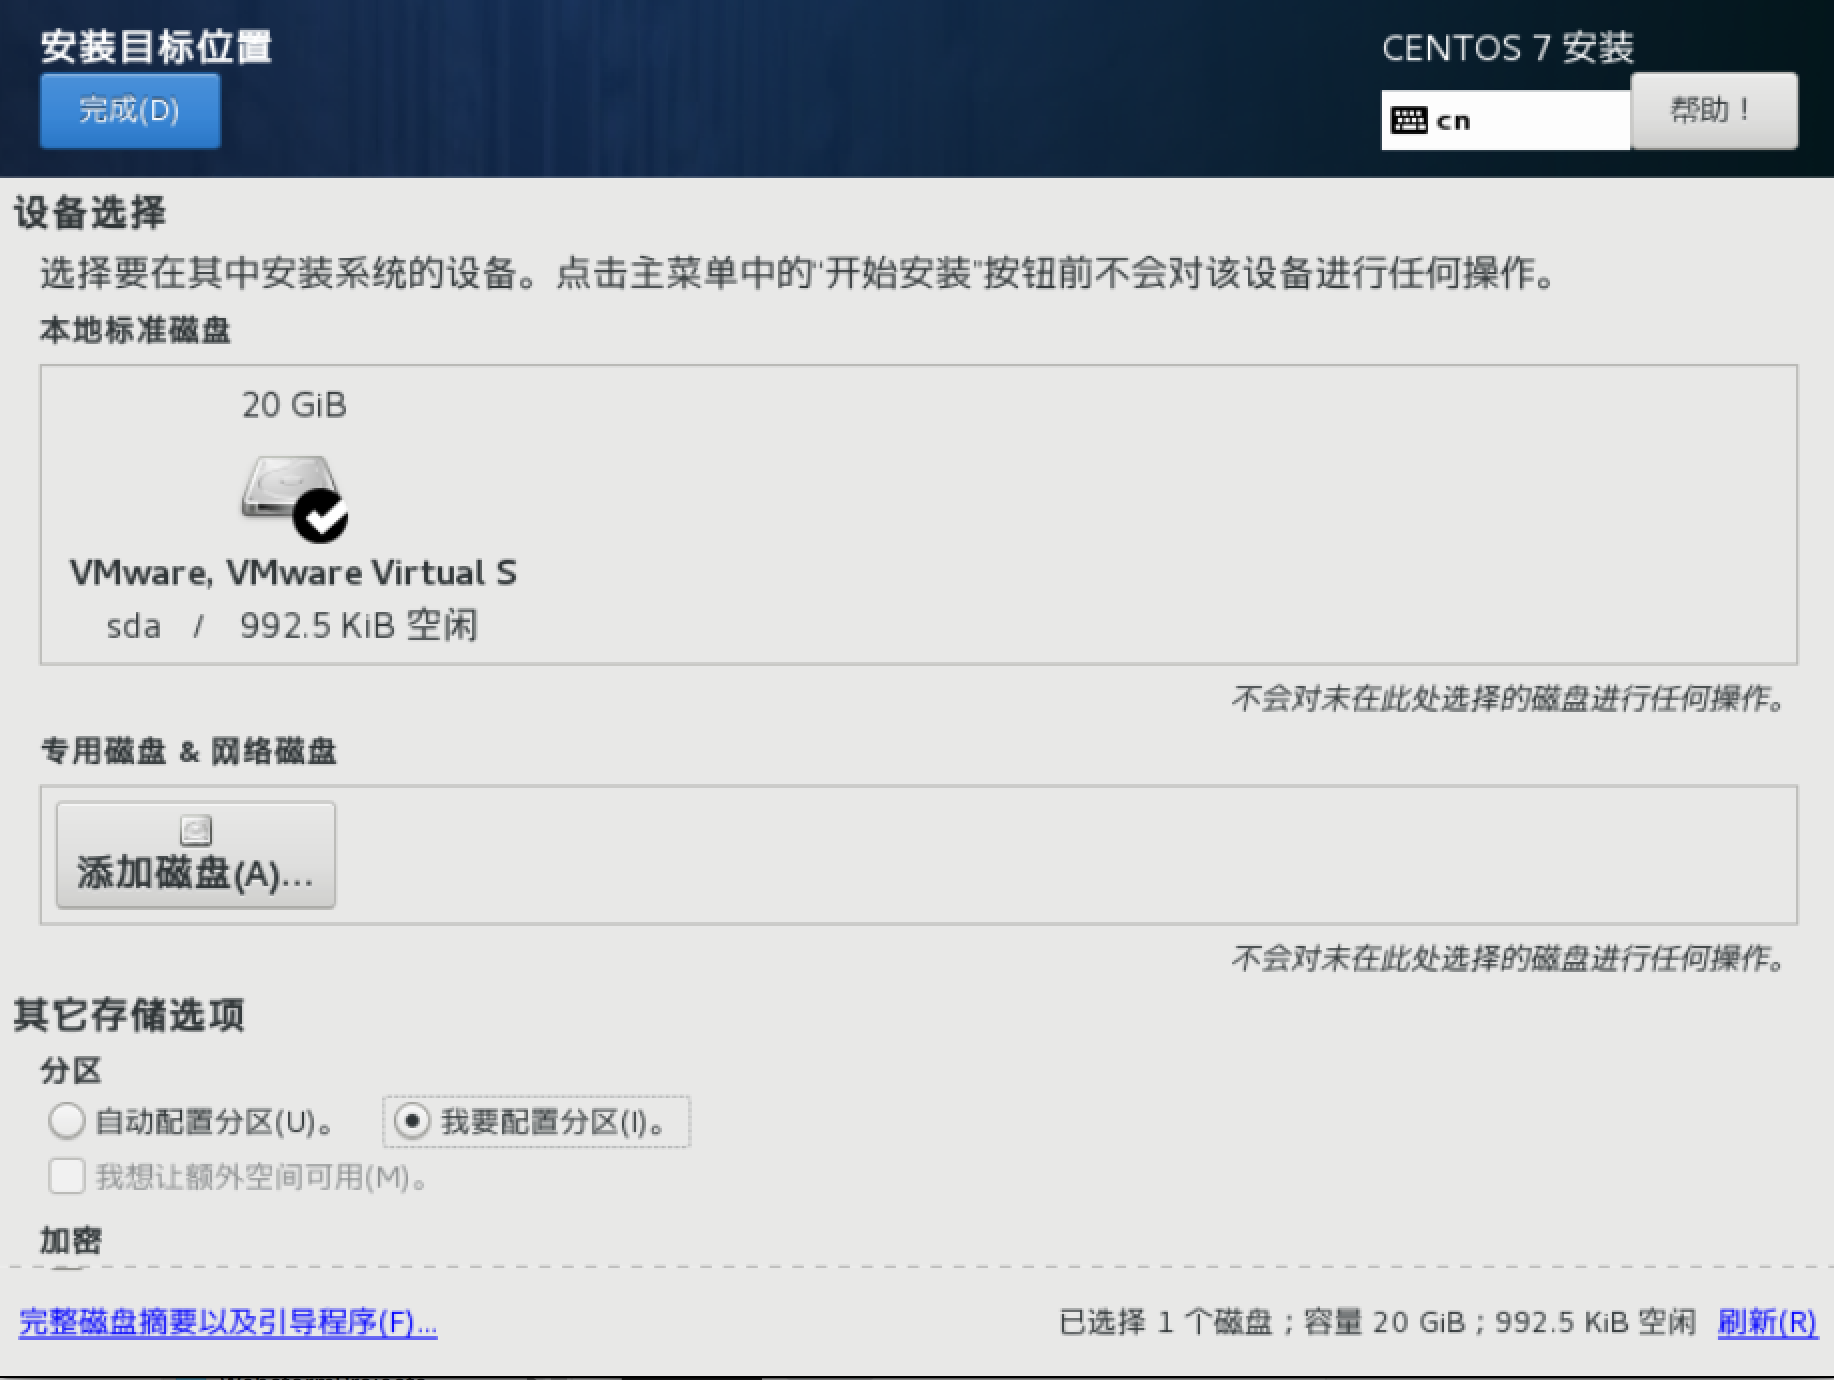 安装目标位置
CENTOS 7 安装
完成(D)
cn
帮助！
设备选择
选择要在其中安装系统的设备。点击主菜单中的“开始安装”按钮前不会对该设备进行任何操作。
本地标准磁盘
20 GiB
VMware, VMware Virtual S
sda / 992.5 KiB 空闲
不会对未在此处选择的磁盘进行任何操作。
专用磁盘 & 网络磁盘
添加磁盘(A)...
不会对未在此处选择的磁盘进行任何操作。
其它存储选项
分区
自动配置分区(U)。 我要配置分区(I)。
我想让额外空间可用(M)。
加密
完整磁盘摘要以及引导程序(F)...
已选择 1 个磁盘；容量 20 GiB；992.5 KiB 空闲 刷新(R)